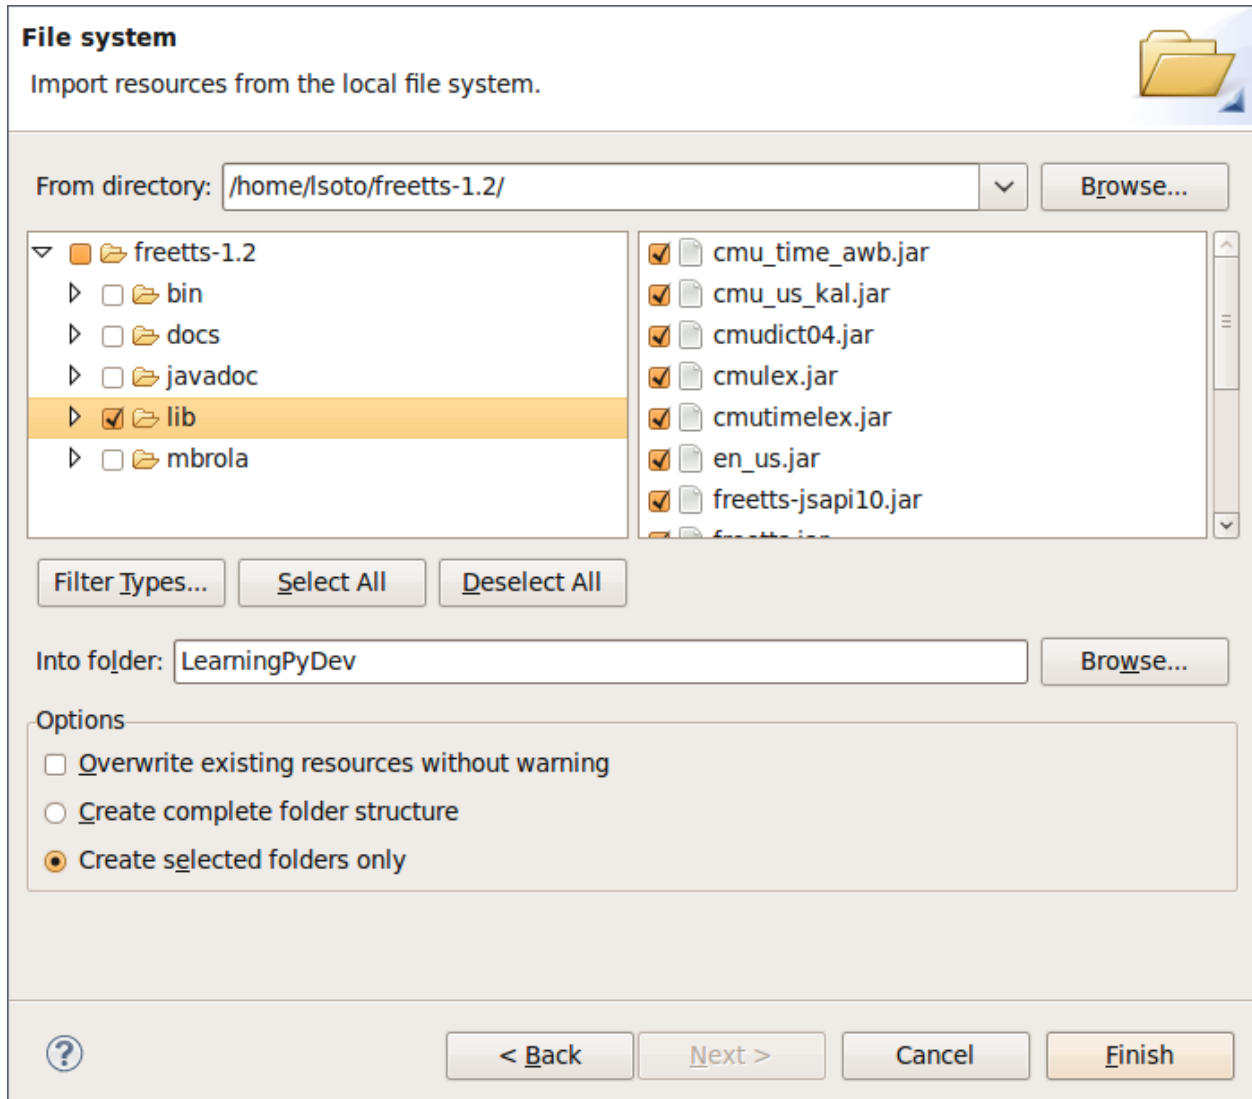 File system
Import resources from the local file system.
From directory: /home/lsoto/freetts-1.2/ Browse...
freetts-1.2
bin
docs
javadoc
lib
mbrola
cmu_time_awb.jar
cmu_us_kal.jar
cmudict04.jar
cmulex.jar
cmutimelex.jar
en_us.jar
freetts-jsapi10.jar
freetts.jar
Filter Types... Select All Deselect All
Into folder: LearningPyDev Browse...
Options
Overwrite existing resources without warning
Create complete folder structure
Create selected folders only
? < Back Next > Cancel Finish